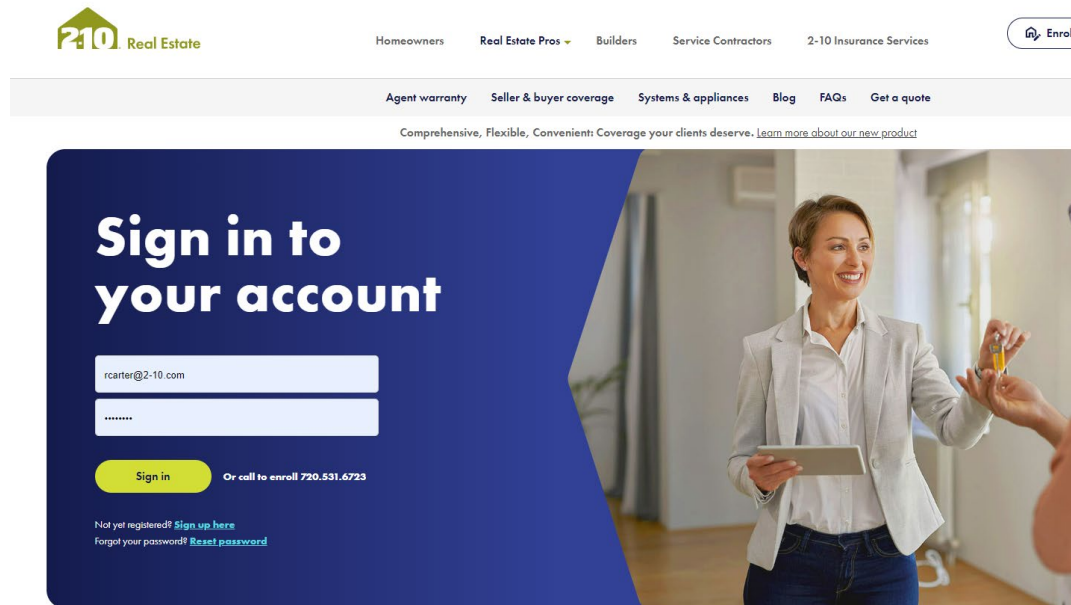 2-10 Real Estate
Homeowners Real Estate Pros Builders Service Contractors 2-10 Insurance Services
Agent warranty Seller & buyer coverage Systems & appliances Blog FAQs Get a quote
Comprehensive, Flexible, Convenient: Coverage your clients deserve. Learn more about our new product
Sign in to
your account
rcarter@2-10.com
••••••••
Sign in Or call to enroll 720.531.6723
Not yet registered? Sign up here
Forgot your password? Reset password